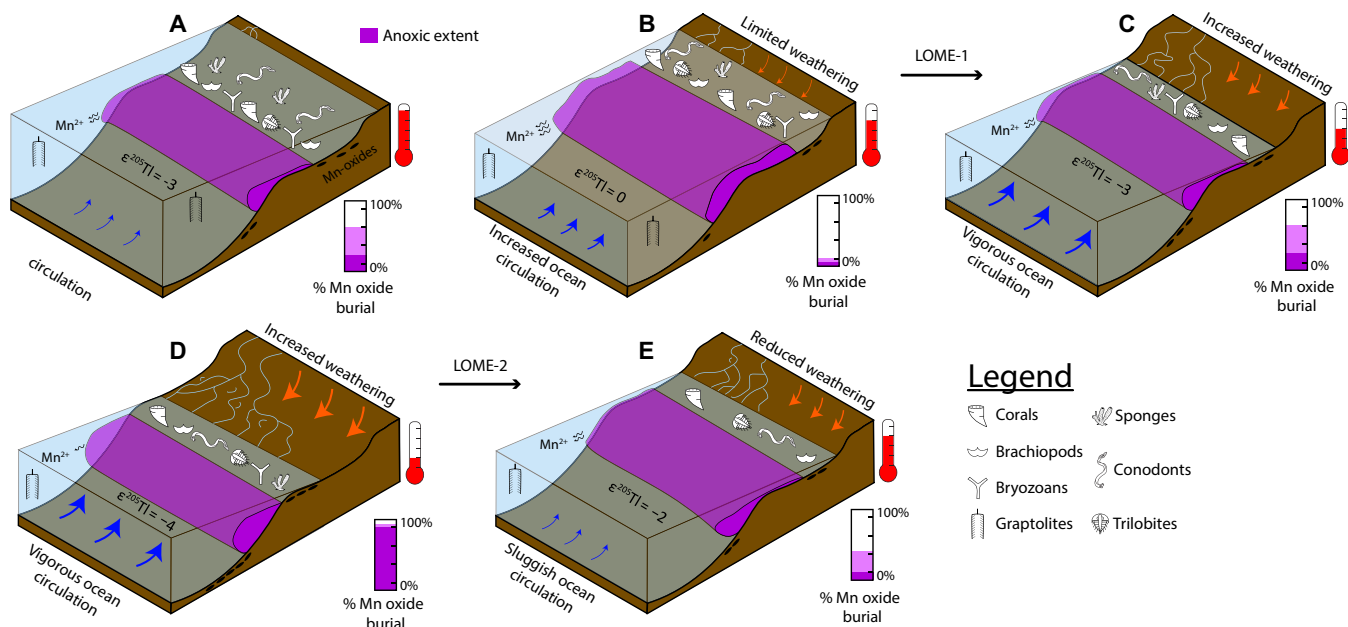 A
Anoxic extent
Mn²⁺
ε²⁰⁵Tl = -3
Mn-oxides
100%
0%
% Mn oxide
burial
circulation
B
Limited weathering
Mn²⁺
ε²⁰⁵Tl = 0
100%
0%
% Mn oxide
burial
Increased ocean
circulation
LOME-1
C
Increased weathering
Mn²⁺
ε²⁰⁵Tl = -3
100%
0%
% Mn oxide
burial
Vigorous ocean
circulation
D
Increased weathering
Mn²⁺
ε²⁰⁵Tl = -4
100%
0%
% Mn oxide
burial
Vigorous ocean
circulation
LOME-2
E
Reduced weathering
Mn²⁺
ε²⁰⁵Tl = -2
100%
0%
% Mn oxide
burial
Sluggish ocean
circulation
Legend
Corals
Sponges
Brachiopods
Conodonts
Bryozoans
Graptolites
Trilobites